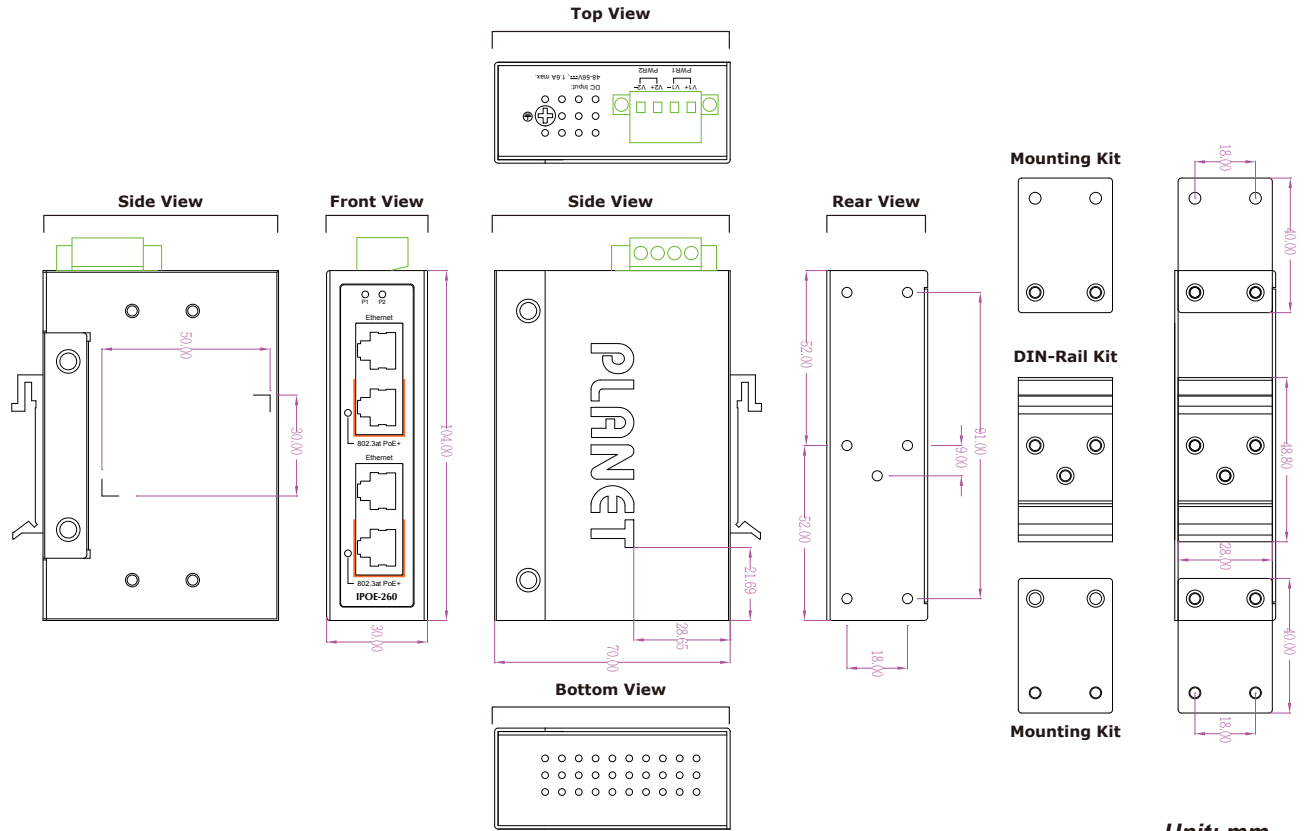 Top View
DC Input:
48-56V⎓, 1.6A max.
PWR2
PWR1
V2-
V2+
V1-
V1+
Mounting Kit
18.00
40.00
Side View
Front View
Side View
Rear View
50.00
30.00
P1
P2
Ethernet
802.3at PoE+
Ethernet
802.3at PoE+
IPOE-260
104.00
30.00
PLANET
21.69
28.65
70.00
52.00
52.00
91.00
9.00
18.00
DIN-Rail Kit
48.80
28.00
40.00
18.00
Mounting Kit
Bottom View
Unit: mm